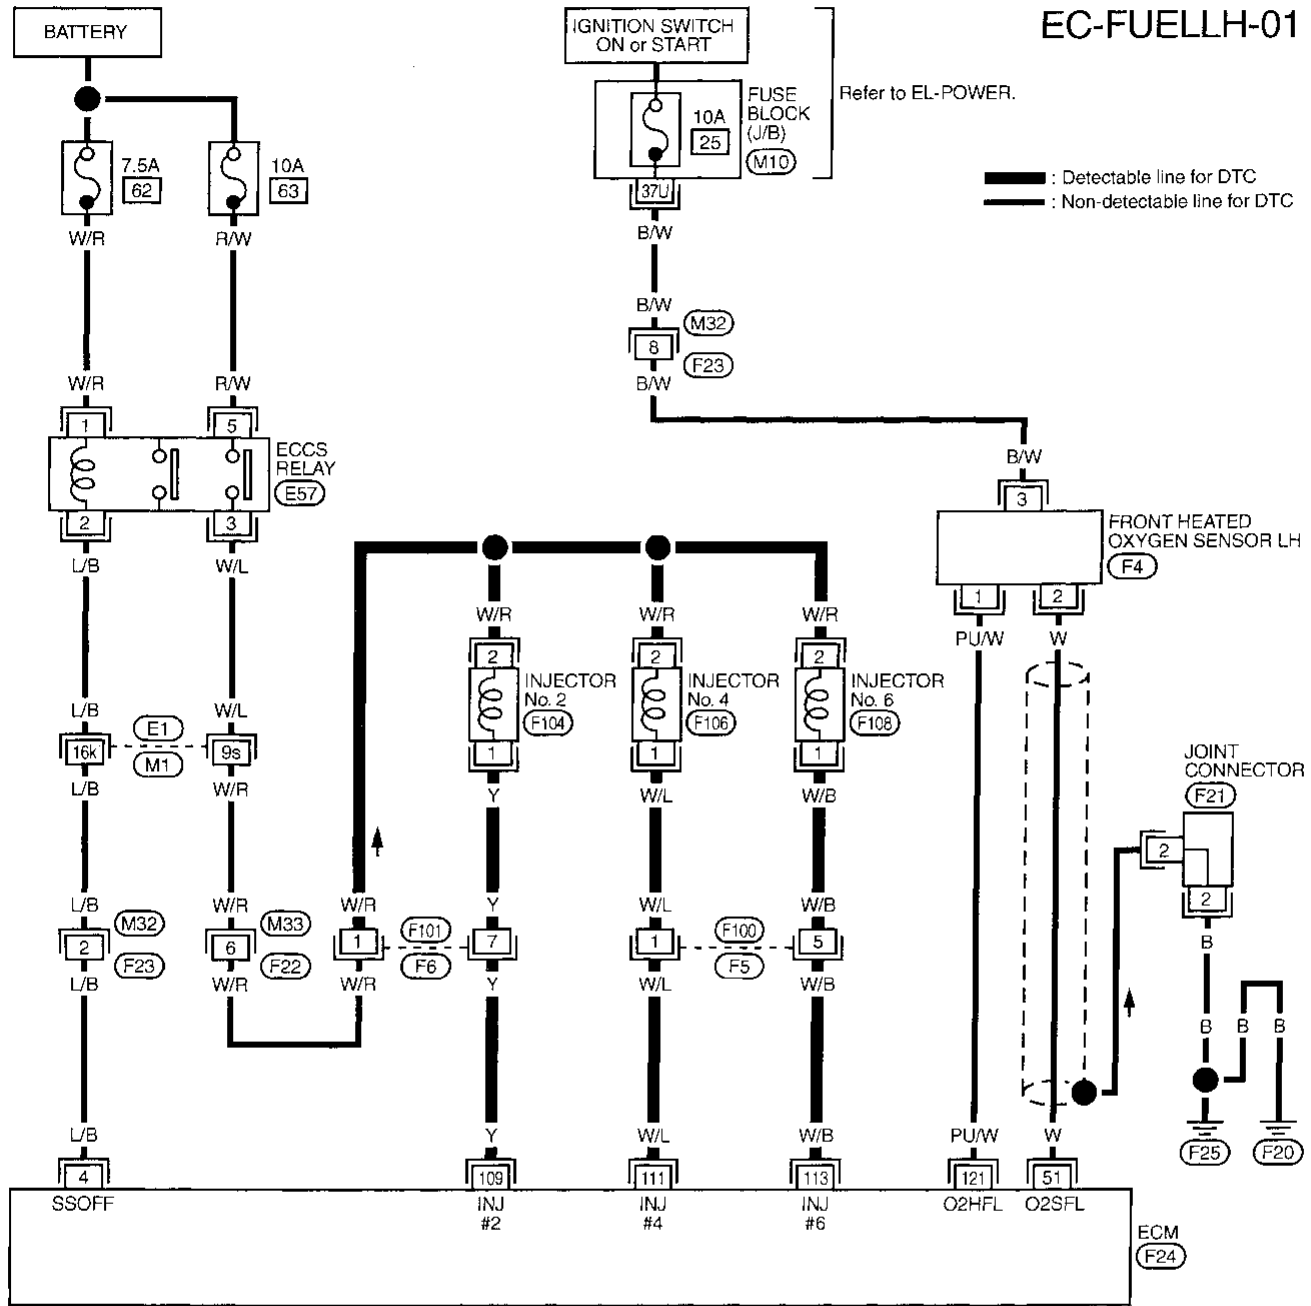 EC-FUELLH-01
BATTERY
IGNITION SWITCH
ON or START
Refer to EL-POWER.
FUSE
BLOCK
(J/B)
M10
10A
25
37U
7.5A
62
10A
63
: Detectable line for DTC
: Non-detectable line for DTC
W/R
R/W
B/W
B/W
M32
8
F23
B/W
W/R
R/W
1
5
ECCS
RELAY
E57
2
3
L/B
W/L
B/W
3
FRONT HEATED
OXYGEN SENSOR LH
F4
1
2
PU/W
W
W/R
W/R
W/R
2
2
2
INJECTOR
No. 2
F104
INJECTOR
No. 4
F106
INJECTOR
No. 6
F108
1
1
1
Y
W/L
W/B
L/B
W/L
E1
16k
9s
M1
L/B
W/R
JOINT
CONNECTOR
F21
2
2
B
L/B
W/R
W/R
Y
W/L
W/B
M32
M33
F101
F100
2
6
1
7
1
5
F23
F22
F6
F5
L/B
W/R
W/R
Y
W/L
W/B
B
B
B
F25
F20
L/B
Y
W/L
W/B
PU/W
W
4
109
111
113
121
51
SSOFF
INJ
#2
INJ
#4
INJ
#6
O2HFL
O2SFL
ECM
F24